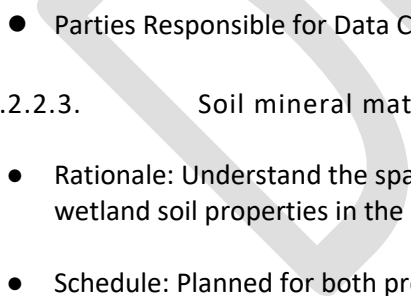 ● Parties Responsible for Data C
.2.2.3. Soil mineral mat
● Rationale: Understand the spa
wetland soil properties in the
● Schedule: Planned for both pr